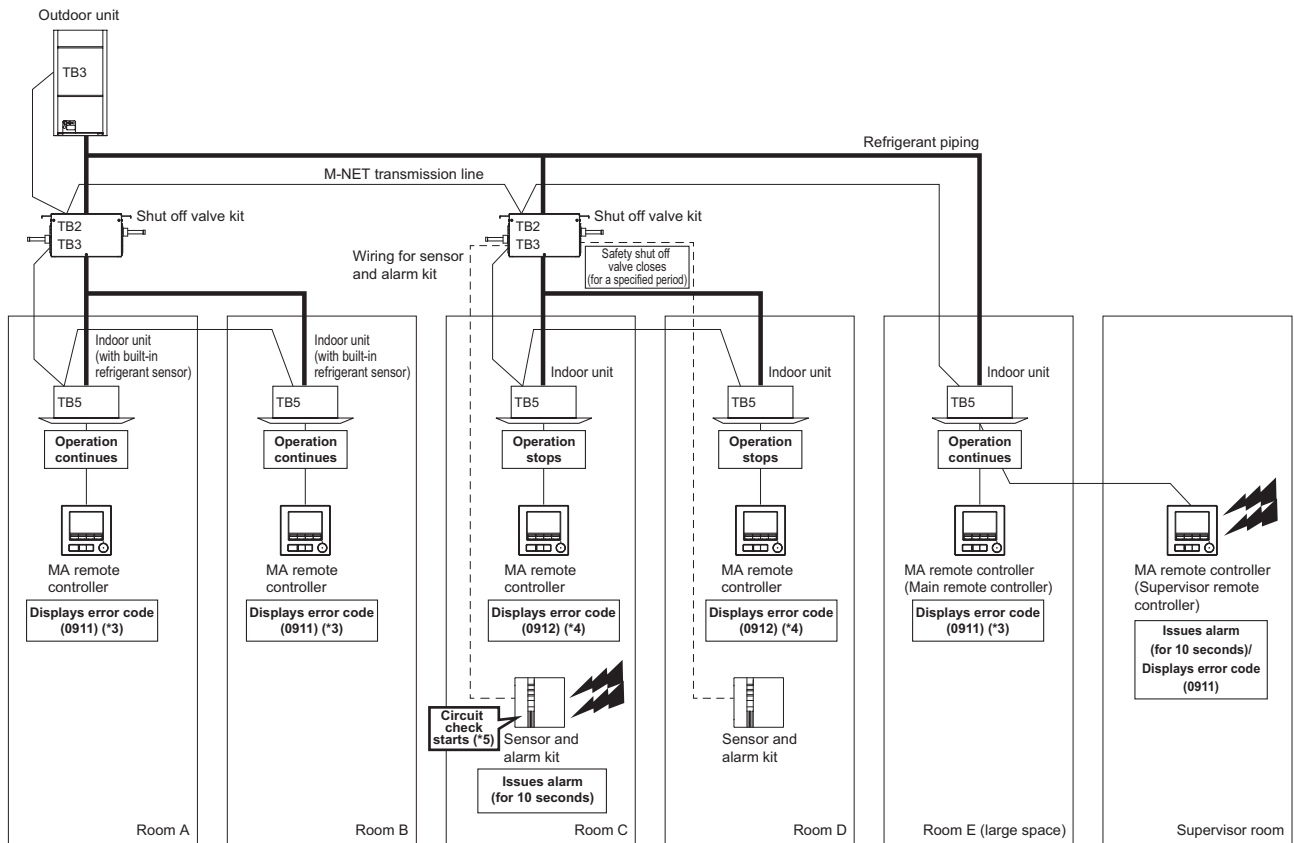 Outdoor unit
TB3
Refrigerant piping
M-NET transmission line
TB2
TB3
Shut off valve kit
TB2
TB3
Shut off valve kit
Wiring for sensor
and alarm kit
Safety shut off
valve closes
(for a specified period)
Indoor unit
(with built-in
refrigerant sensor)
TB5
Operation
continues
MA remote
controller
Displays error code
(0911) (*3)
Room A
Indoor unit
(with built-in
refrigerant sensor)
TB5
Operation
continues
MA remote
controller
Displays error code
(0911) (*3)
Room B
Indoor unit
TB5
Operation
stops
MA remote
controller
Displays error code
(0912) (*4)
Circuit
check
starts (*5)
Sensor and
alarm kit
Issues alarm
(for 10 seconds)
Room C
Indoor unit
TB5
Operation
stops
MA remote
controller
Displays error code
(0912) (*4)
Sensor and
alarm kit
Room D
Indoor unit
TB5
Operation
continues
MA remote controller
(Main remote controller)
Displays error code
(0911) (*3)
Room E (large space)
MA remote controller
(Supervisor remote
controller)
Issues alarm
(for 10 seconds)/
Displays error code
(0911)
Supervisor room